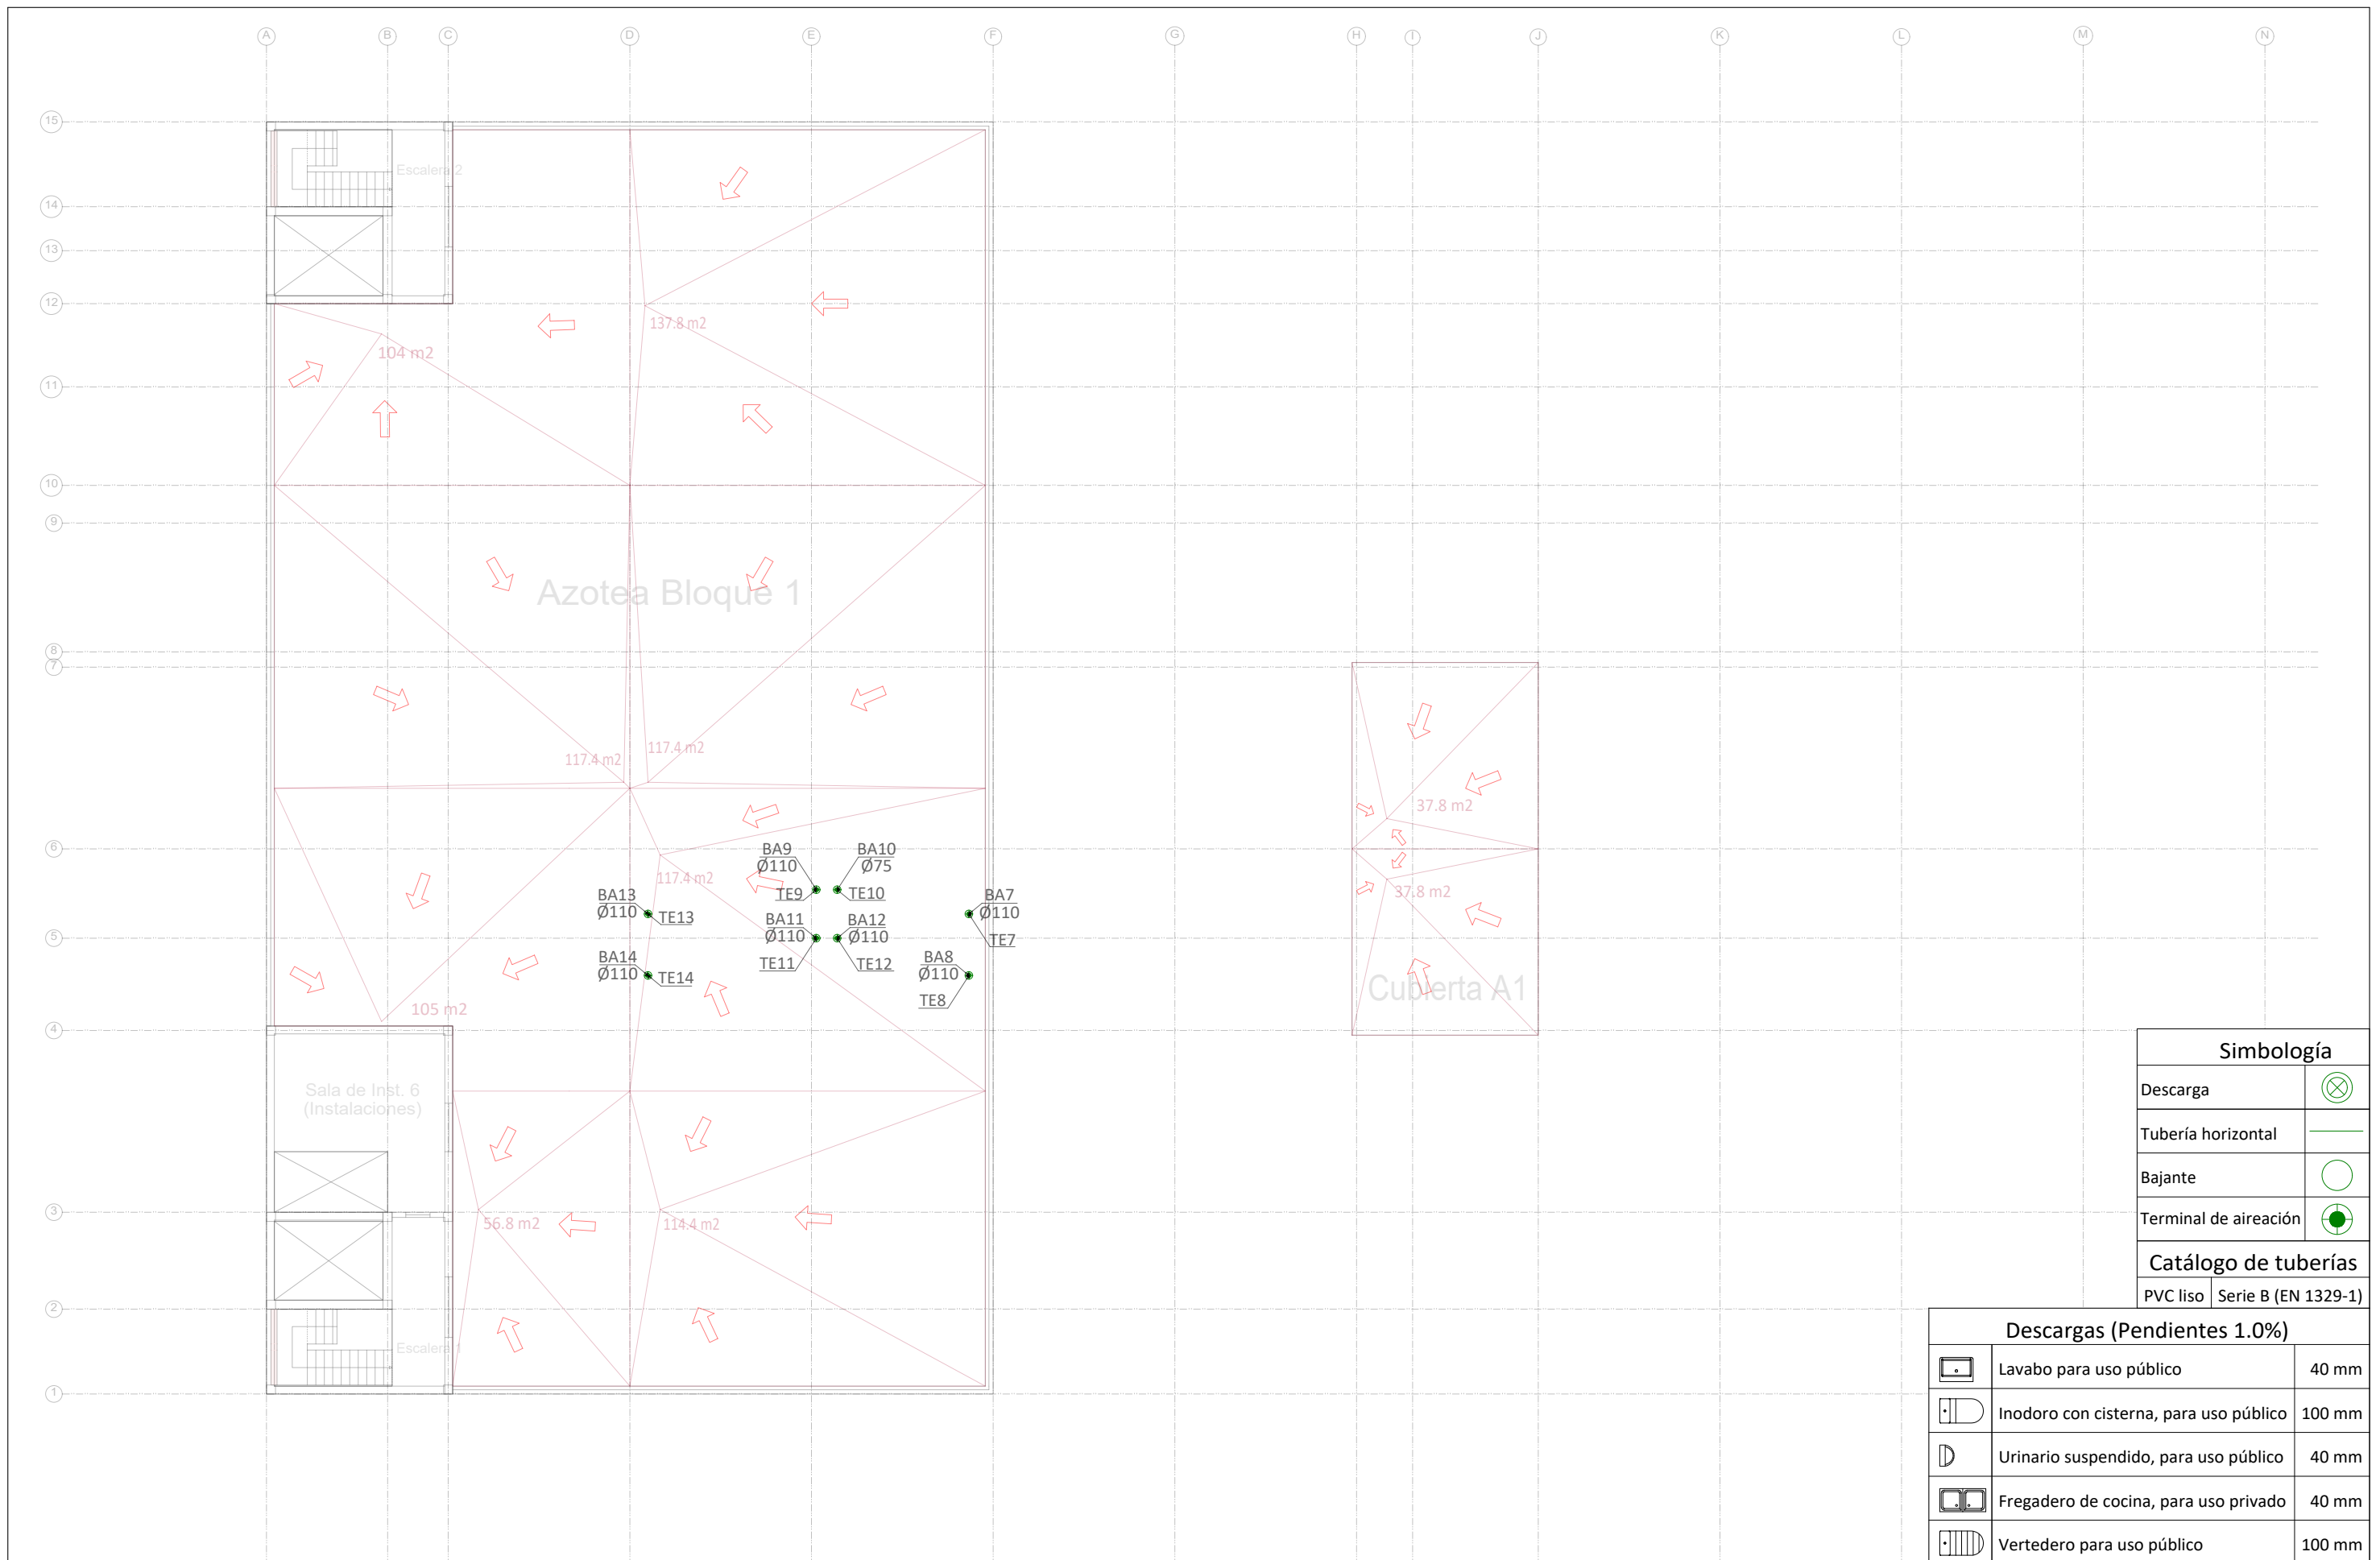 A B C D E F G H I J K L M N
15
Escalera 2
14
13
12
137.8 m2
104 m2
11
10
9
Azotea Bloque 1
8
7
117.4 m2
117.4 m2
37.8 m2
6
BA9
Ø110
TE9
BA10
Ø75
TE10
117.4 m2
37.8 m2
BA13
Ø110
TE13
BA7
Ø110
TE7
5
BA11
Ø110
TE11
BA12
Ø110
TE12
BA14
Ø110
TE14
BA8
Ø110
TE8
Cubierta A1
105 m2
4
Sala de Inst. 6
(Instalaciones)
3
56.8 m2
114.4 m2
2
Escalera 1
1
Simbología
Descarga
Tubería horizontal
Bajante
Terminal de aireación
Catálogo de tuberías
PVC liso Serie B (EN 1329-1)
Descargas (Pendientes 1.0%)
Lavabo para uso público 40 mm
Inodoro con cisterna, para uso público 100 mm
Urinario suspendido, para uso público 40 mm
Fregadero de cocina, para uso privado 40 mm
Vertedero para uso público 100 mm